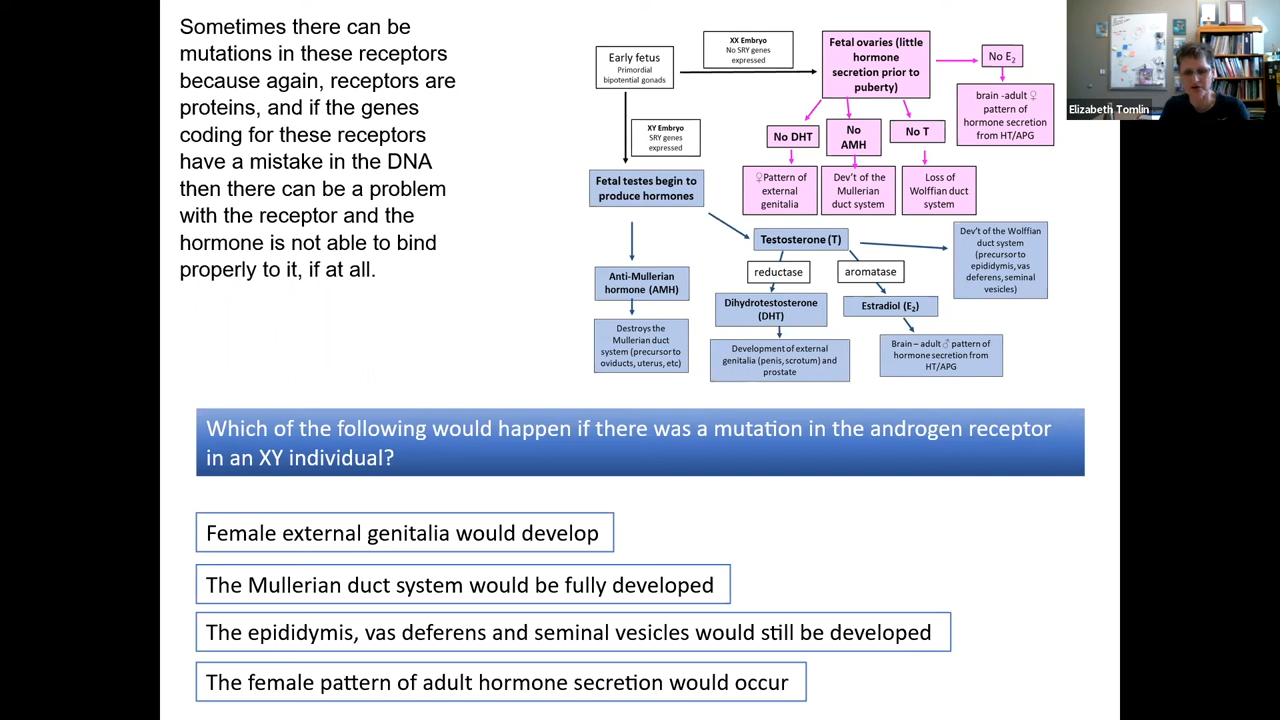 Sometimes there can be
mutations in these receptors
because again, receptors are
proteins, and if the genes
coding for these receptors
have a mistake in the DNA
then there can be a problem
with the receptor and the
hormone is not able to bind
properly to it, if at all.
Early fetus
Primordial
bipotential gonads
XX Embryo
No SRY genes
expressed
Fetal ovaries (little
hormone
secretion prior to
puberty)
No E₂
brain -adult ♀
pattern of
hormone secretion
from HT/APG
XY Embryo
SRY genes
expressed
No DHT
No
AMH
No T
♀Pattern of
external
genitalia
Dev't of the
Mullerian
duct system
Loss of
Wolffian duct
system
Fetal testes begin to
produce hormones
Testosterone (T)
Dev't of the Wolffian
duct system
(precursor to
epididymis, vas
deferens, seminal
vesicles)
reductase
aromatase
Anti-Mullerian
hormone (AMH)
Dihydrotestosterone
(DHT)
Estradiol (E₂)
Destroys the
Mullerian duct
system (precursor to
oviducts, uterus, etc)
Development of external
genitalia (penis, scrotum) and
prostate
Brain – adult ♂ pattern of
hormone secretion from
HT/APG
Elizabeth Tomlin
Which of the following would happen if there was a mutation in the androgen receptor
in an XY individual?
Female external genitalia would develop
The Mullerian duct system would be fully developed
The epididymis, vas deferens and seminal vesicles would still be developed
The female pattern of adult hormone secretion would occur